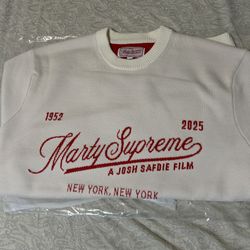 1952
2025
Marty Supreme
A JOSH SAFDIE FILM
NEW YORK, NEW YORK